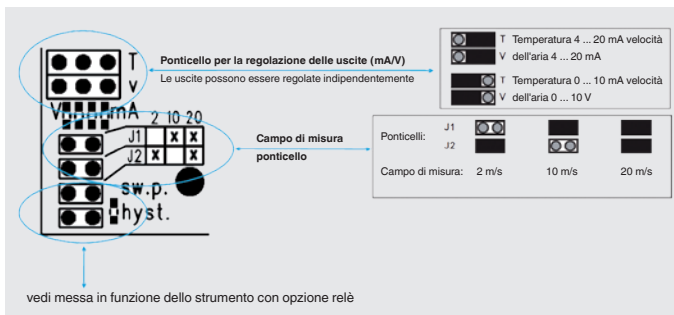 T
V
V mA 2 10 20
J1 x x
J2 x x
sw.p.
hyst.
Ponticello per la regolazione delle uscite (mA/V)
Le uscite possono essere regolate indipendentemente
T Temperatura 4 ... 20 mA velocità
V dell'aria 4 ... 20 mA
T Temperatura 0 ... 10 mA velocità
V dell'aria 0 ... 10 V
Campo di misura
ponticello
Ponticelli:
J1
J2
Campo di misura: 2 m/s 10 m/s 20 m/s
vedi messa in funzione dello strumento con opzione relè